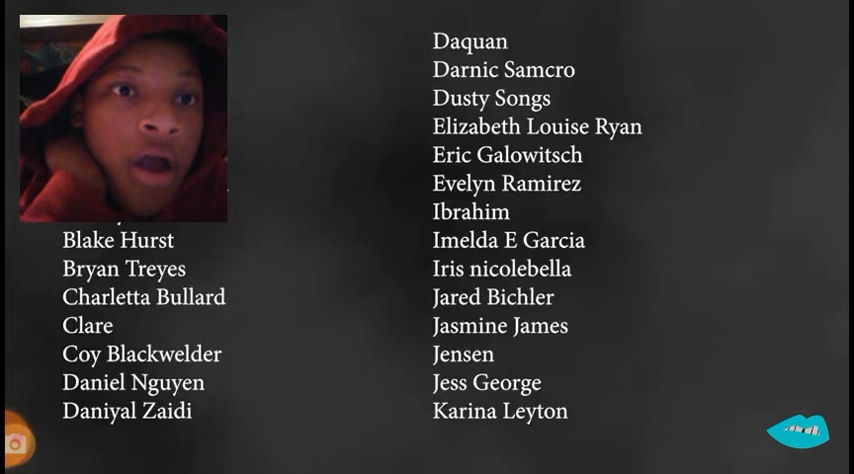 Blake Hurst
Bryan Treyes
Charletta Bullard
Clare
Coy Blackwelder
Daniel Nguyen
Daniyal Zaidi
Daquan
Darnic Samcro
Dusty Songs
Elizabeth Louise Ryan
Eric Galowitsch
Evelyn Ramirez
Ibrahim
Imelda E Garcia
Iris nicolebella
Jared Bichler
Jasmine James
Jensen
Jess George
Karina Leyton